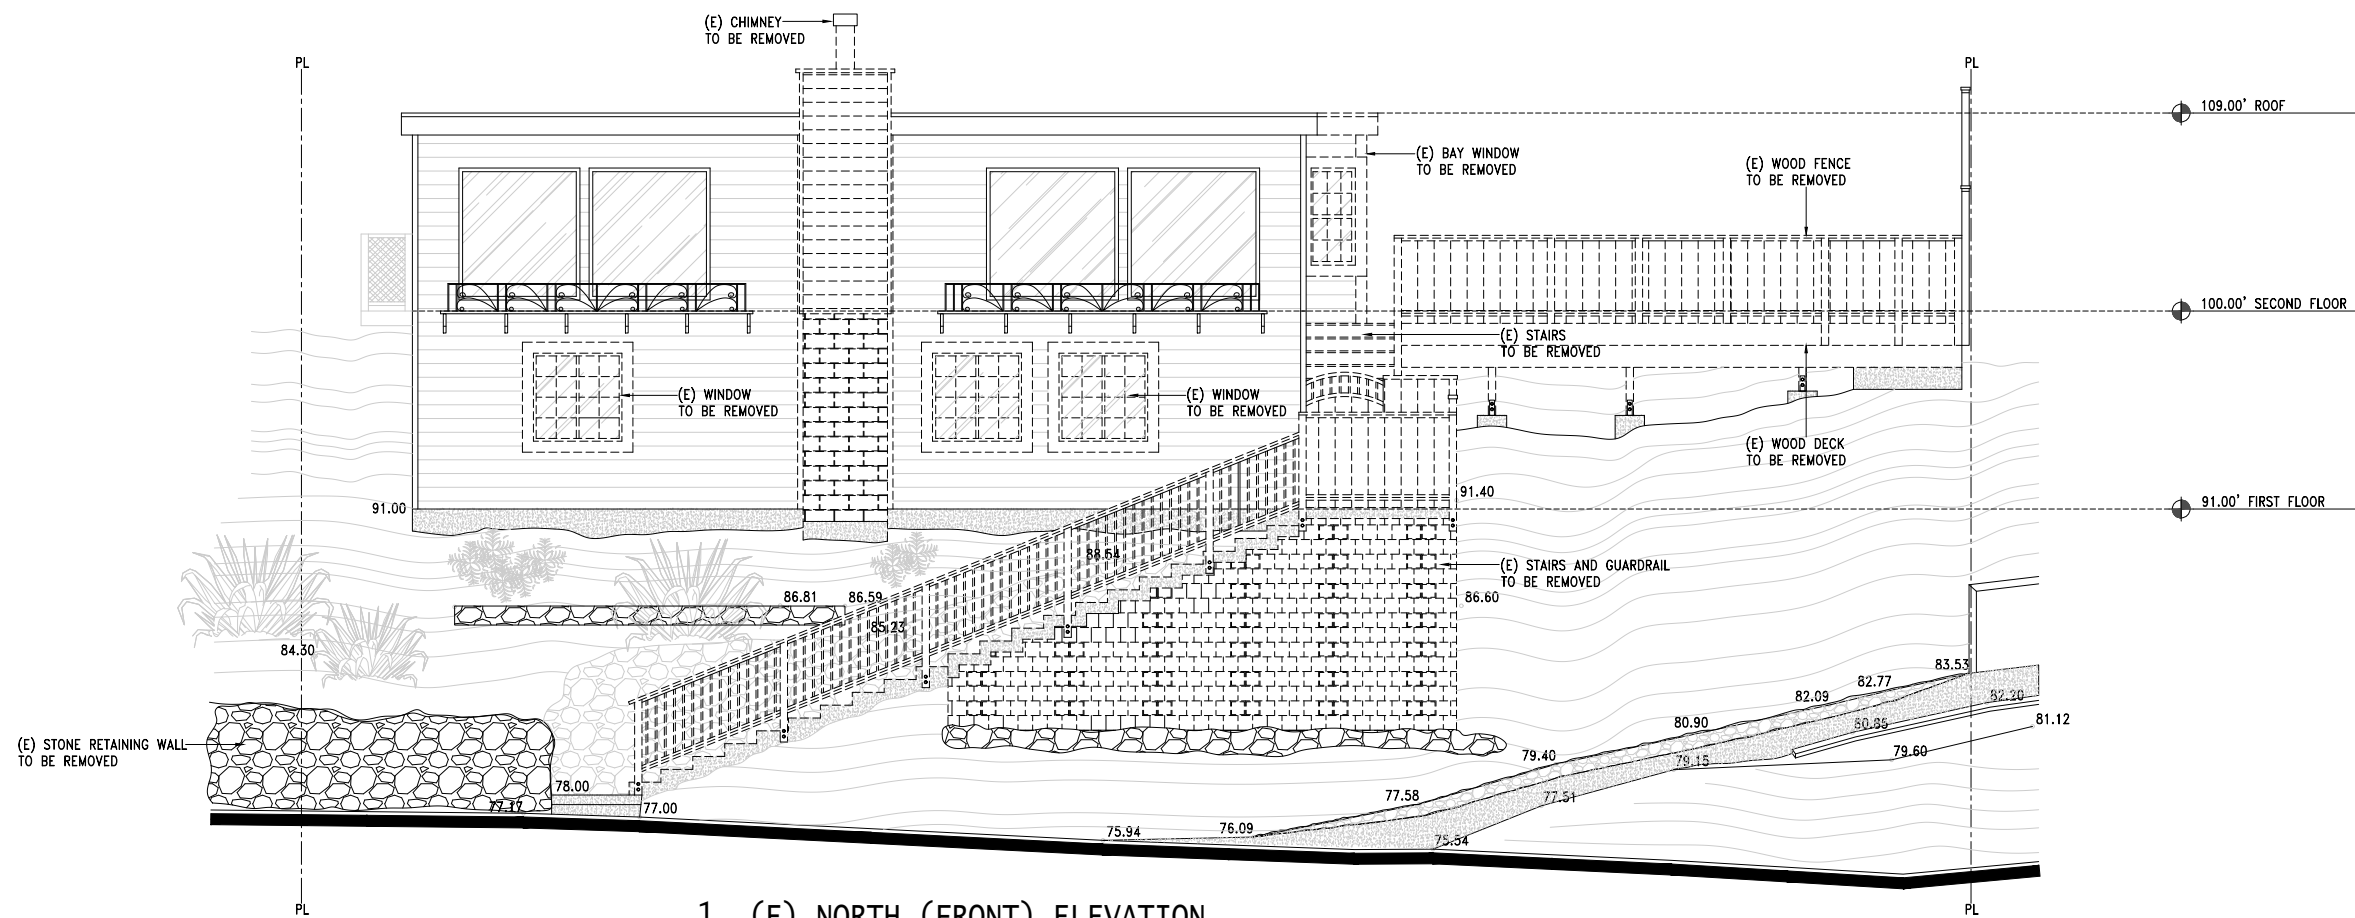 (E) CHIMNEY
TO BE REMOVED
PL
PL
109.00' ROOF
(E) BAY WINDOW
TO BE REMOVED
(E) WOOD FENCE
TO BE REMOVED
100.00' SECOND FLOOR
(E) STAIRS
TO BE REMOVED
(E) WINDOW
TO BE REMOVED
(E) WINDOW
TO BE REMOVED
(E) WOOD DECK
TO BE REMOVED
91.00
91.40
91.00' FIRST FLOOR
88.54
(E) STAIRS AND GUARDRAIL
TO BE REMOVED
86.81
86.59
86.60
85.23
84.30
83.53
82.77
82.09
82.20
80.90
80.85
81.12
(E) STONE RETAINING WALL
TO BE REMOVED
79.40
79.15
79.60
78.00
77.17
77.00
77.58
77.51
75.94
76.09
75.54
PL
PL
1 (E) NORTH (FRONT) ELEVATION